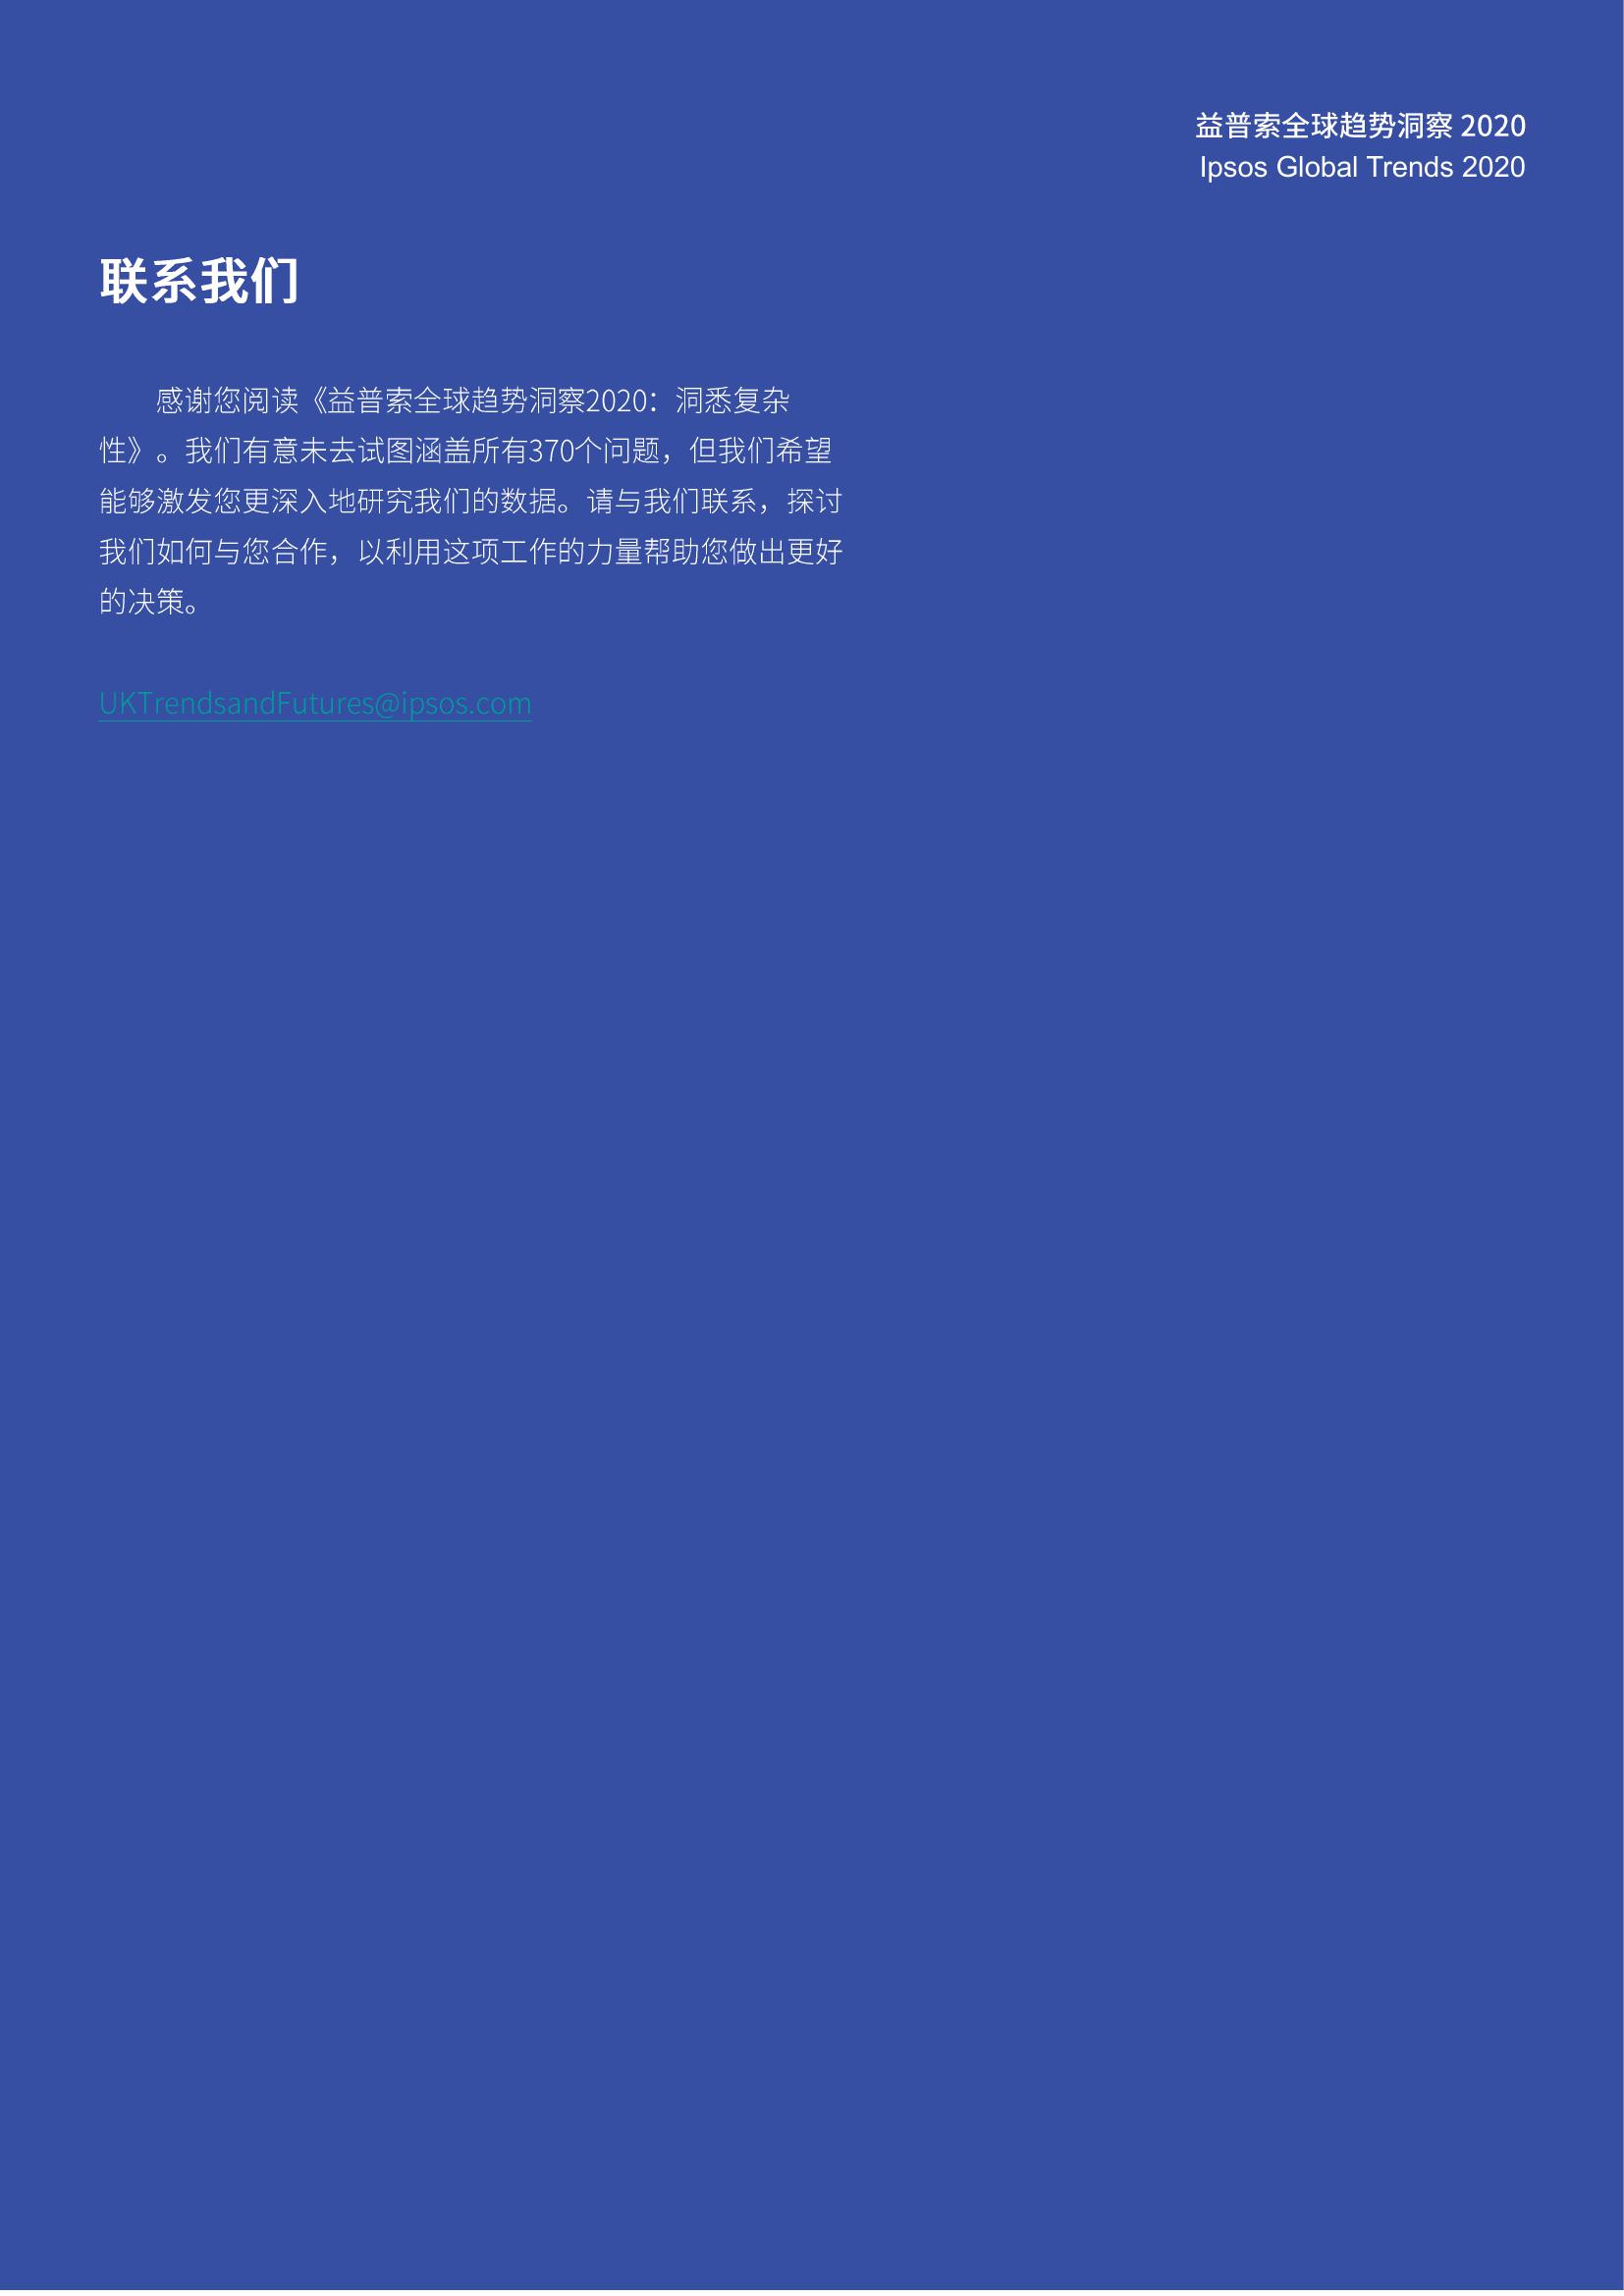 益普索全球趋势洞察 2020
Ipsos Global Trends 2020
联系我们
感谢您阅读《益普索全球趋势洞察2020：洞悉复杂
性》。我们有意未去试图涵盖所有370个问题，但我们希望
能够激发您更深入地研究我们的数据。请与我们联系，探讨
我们如何与您合作，以利用这项工作的力量帮助您做出更好
的决策。
UKTrendsandFutures@ipsos.com